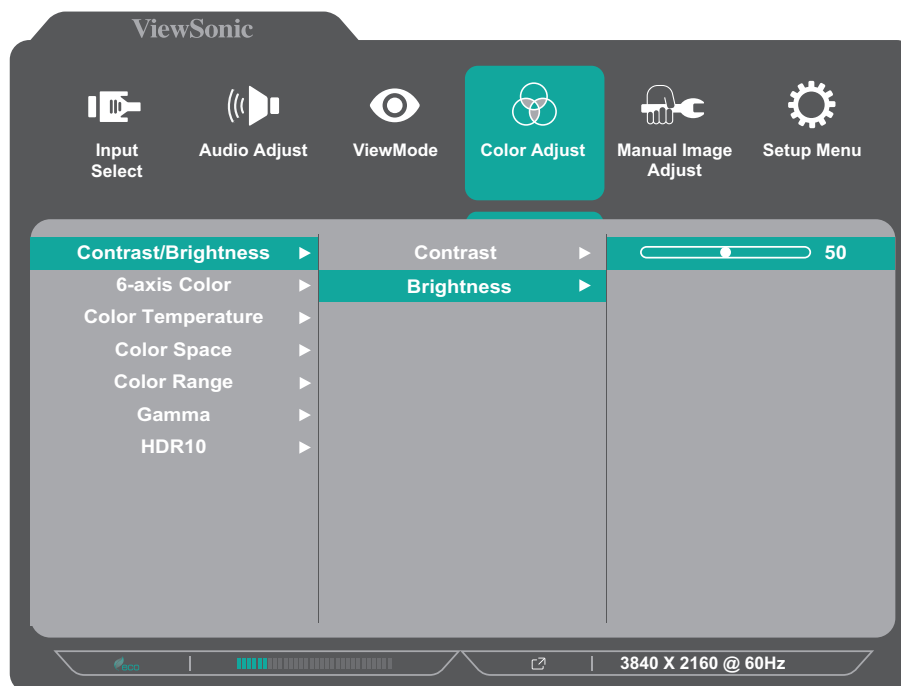 ViewSonic
Input Select
Audio Adjust
ViewMode
Color Adjust
Manual Image Adjust
Setup Menu
Contrast/Brightness
6-axis Color
Color Temperature
Color Space
Color Range
Gamma
HDR10
Contrast
Brightness
50
eco
3840 X 2160 @ 60Hz